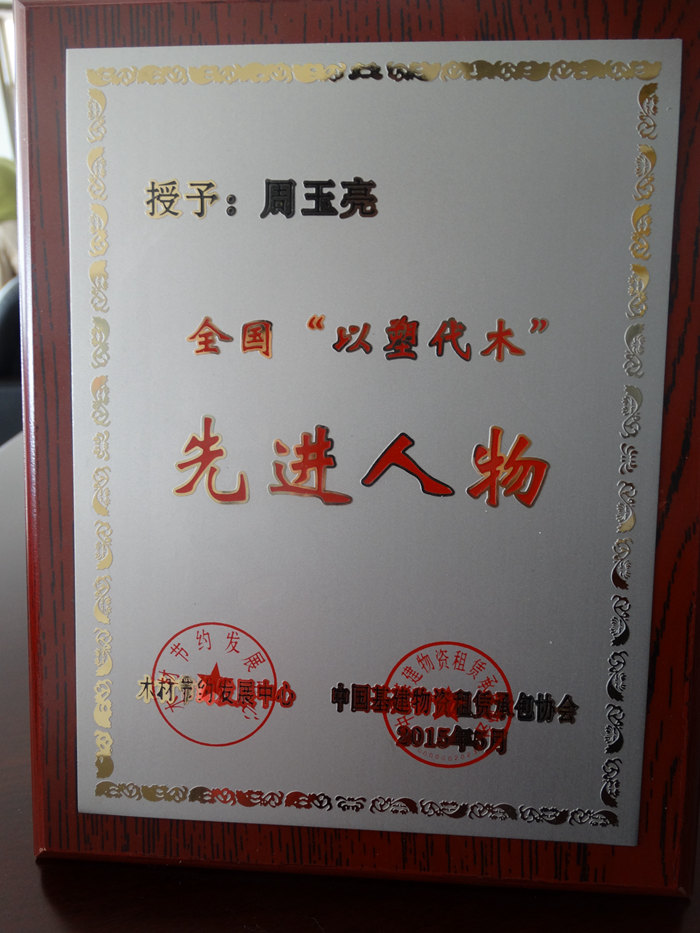 授予：周玉亮
全国“以塑代木”
先进人物
木材节约发展中心
中国基建物资租赁承包协会
2015年5月